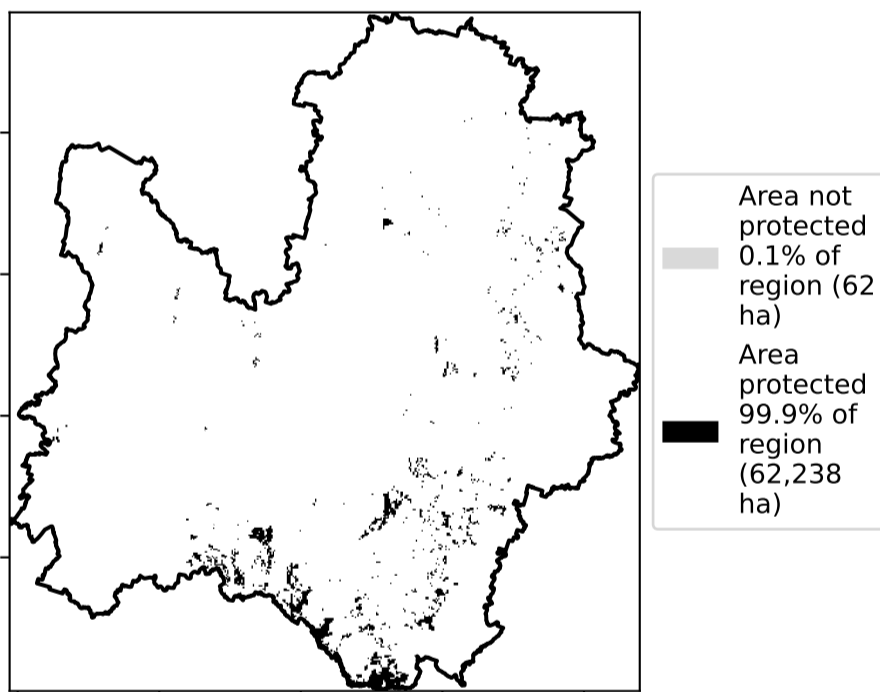 Area not
protected
0.1% of
region (62
ha)
Area
protected
99.9% of
region
(62,238
ha)